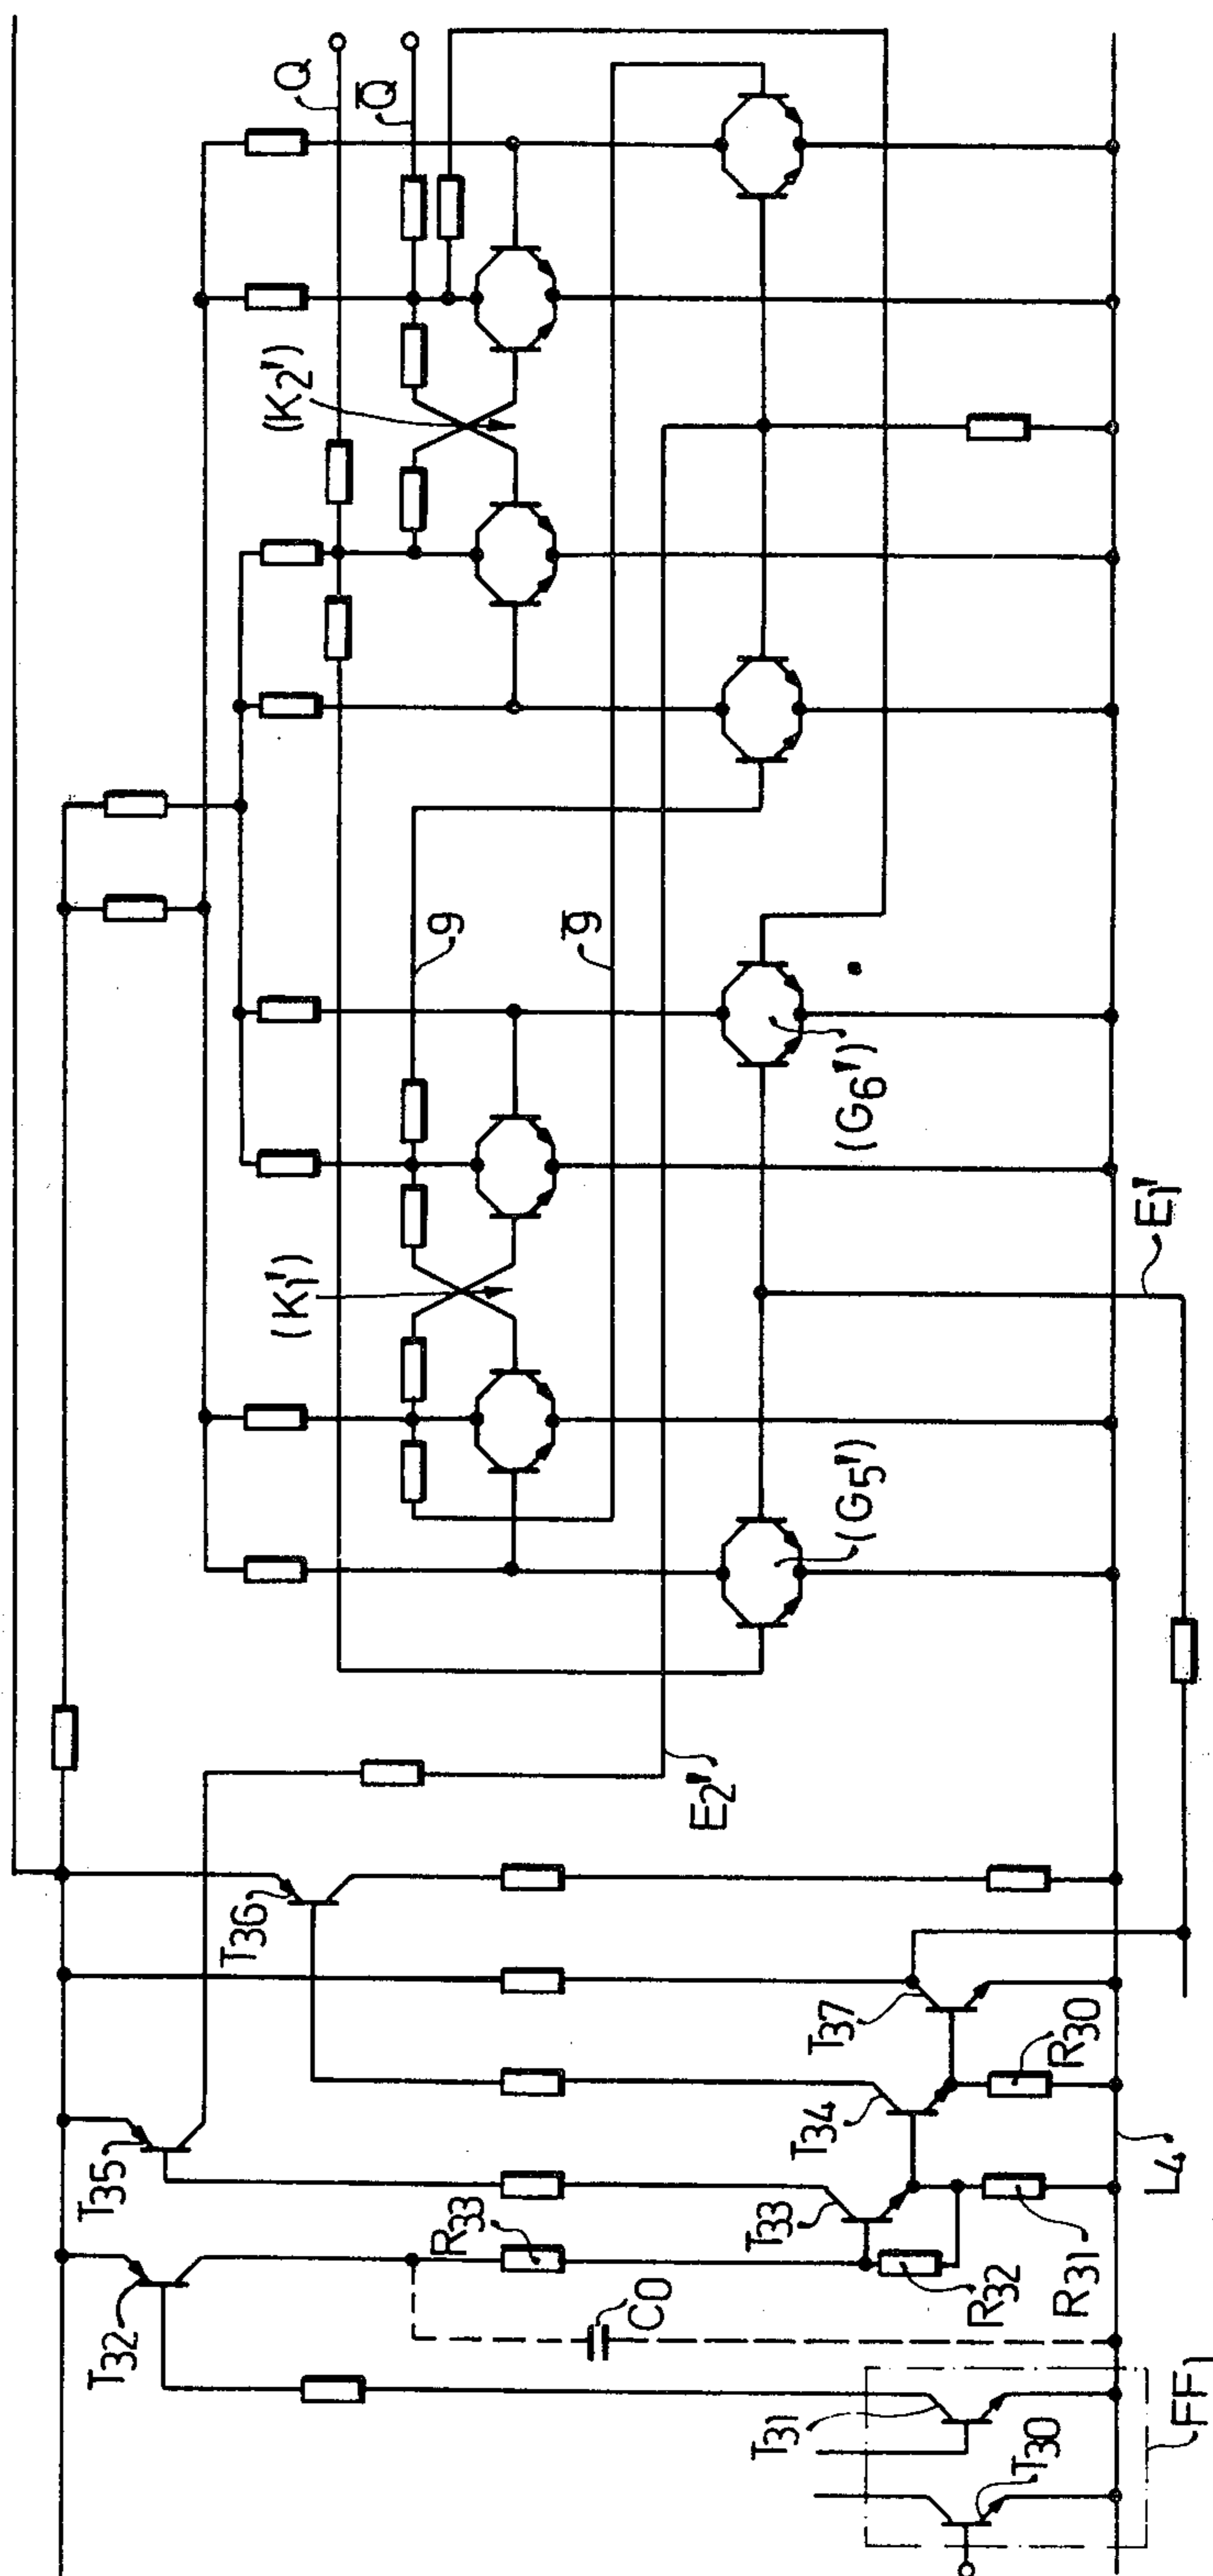 Q
Q̅
(K2')
g
g̅
(G6')
(K1')
E1'
(G5')
E2'
T36
T37
R30
T35
T34
L4
R33
T33
T32
C0
R32
R31
T31
T30
FF1